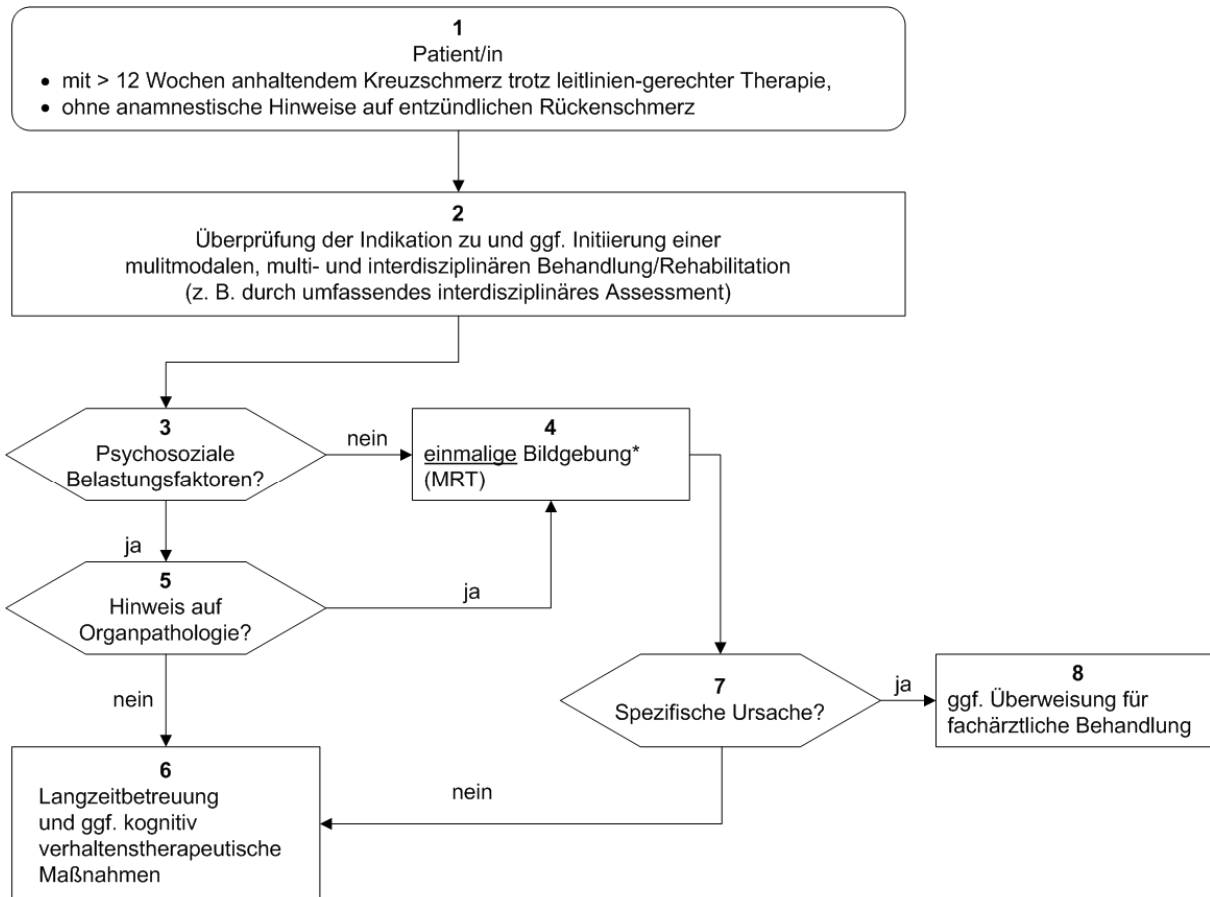 1
Patient/in
• mit > 12 Wochen anhaltendem Kreuzschmerz trotz leitlinien-gerechter Therapie,
• ohne anamnestische Hinweise auf entzündlichen Rückenschmerz
2
Überprüfung der Indikation zu und ggf. Initiierung einer
mulitmodalen, multi- und interdisziplinären Behandlung/Rehabilitation
(z. B. durch umfassendes interdisziplinäres Assessment)
3
Psychosoziale
Belastungsfaktoren?
nein
4
einmalige Bildgebung*
(MRT)
ja
5
Hinweis auf
Organpathologie?
ja
nein
7
Spezifische Ursache?
ja
8
ggf. Überweisung für
fachärztliche Behandlung
nein
6
Langzeitbetreuung
und ggf. kognitiv
verhaltenstherapeutische
Maßnahmen